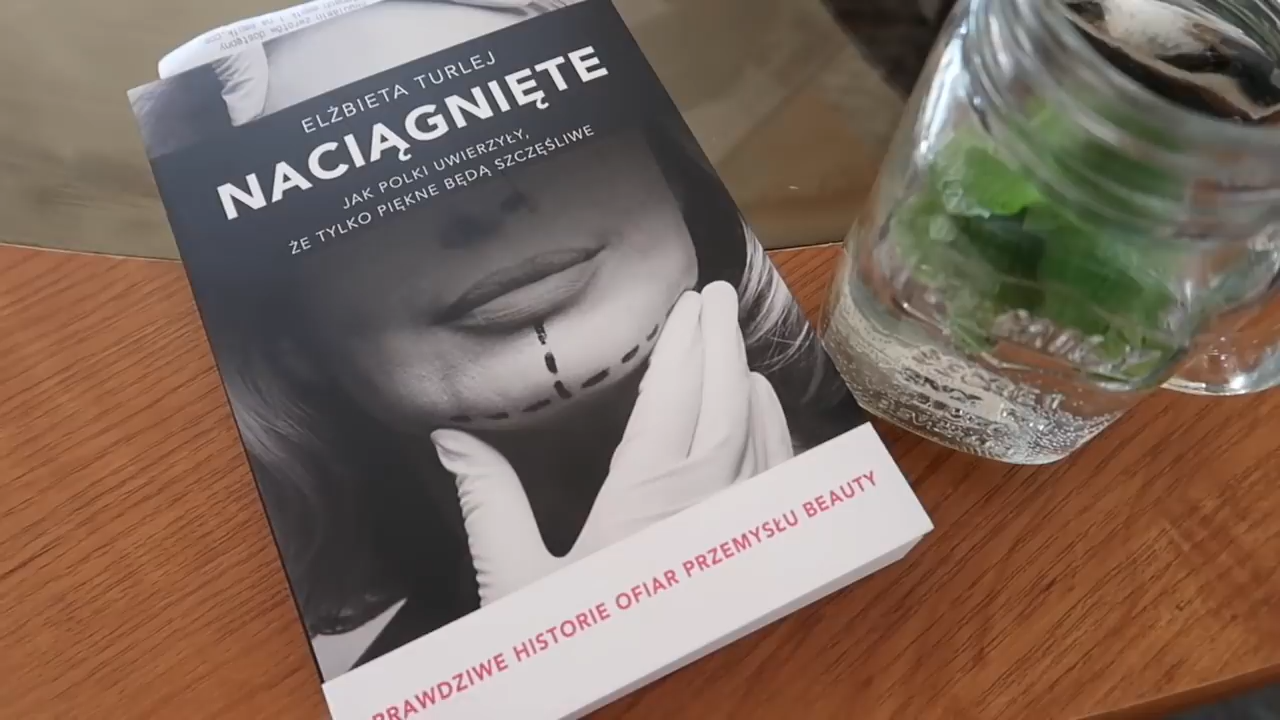 ELŻBIETA TURLEJ
NACIĄGNIĘTE
JAK POLKI UWIERZYŁY,
ŻE TYLKO PIĘKNE BĘDĄ SZCZĘŚLIWE
PRAWDZIWE HISTORIE OFIAR PRZEMYSŁU BEAUTY